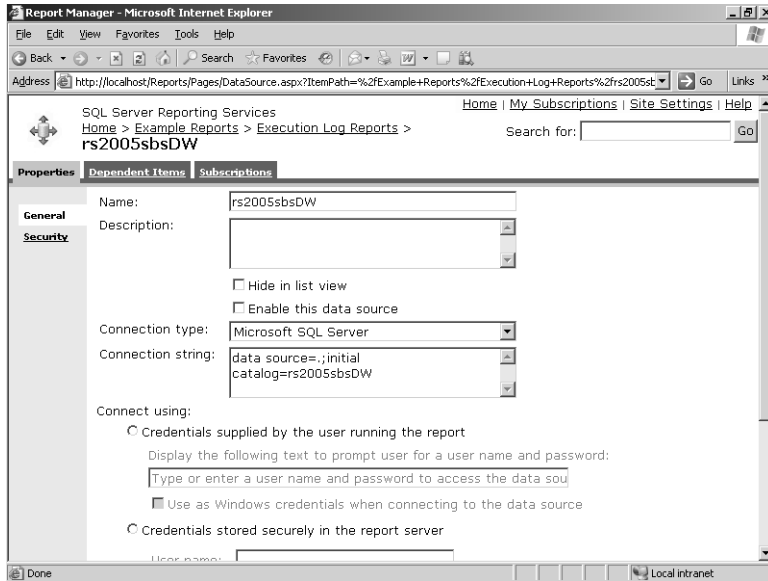 Report Manager - Microsoft Internet Explorer
File Edit View Favorites Tools Help
Back Search Favorites
Address http://localhost/Reports/Pages/DataSource.aspx?ItemPath=%2fExample+Reports%2fExecution+Log+Reports%2frs2005sb Go Links »
SQL Server Reporting Services
Home | My Subscriptions | Site Settings | Help
Home > Example Reports > Execution Log Reports >
Search for: Go
rs2005sbsDW
Properties Dependent Items Subscriptions
General
Security
Name: rs2005sbsDW
Description:
Hide in list view
Enable this data source
Connection type: Microsoft SQL Server
Connection string: data source=.;initial
catalog=rs2005sbsDW
Connect using:
Credentials supplied by the user running the report
Display the following text to prompt user for a user name and password:
Type or enter a user name and password to access the data sou
Use as Windows credentials when connecting to the data source
Credentials stored securely in the report server
User name:
Done Local intranet